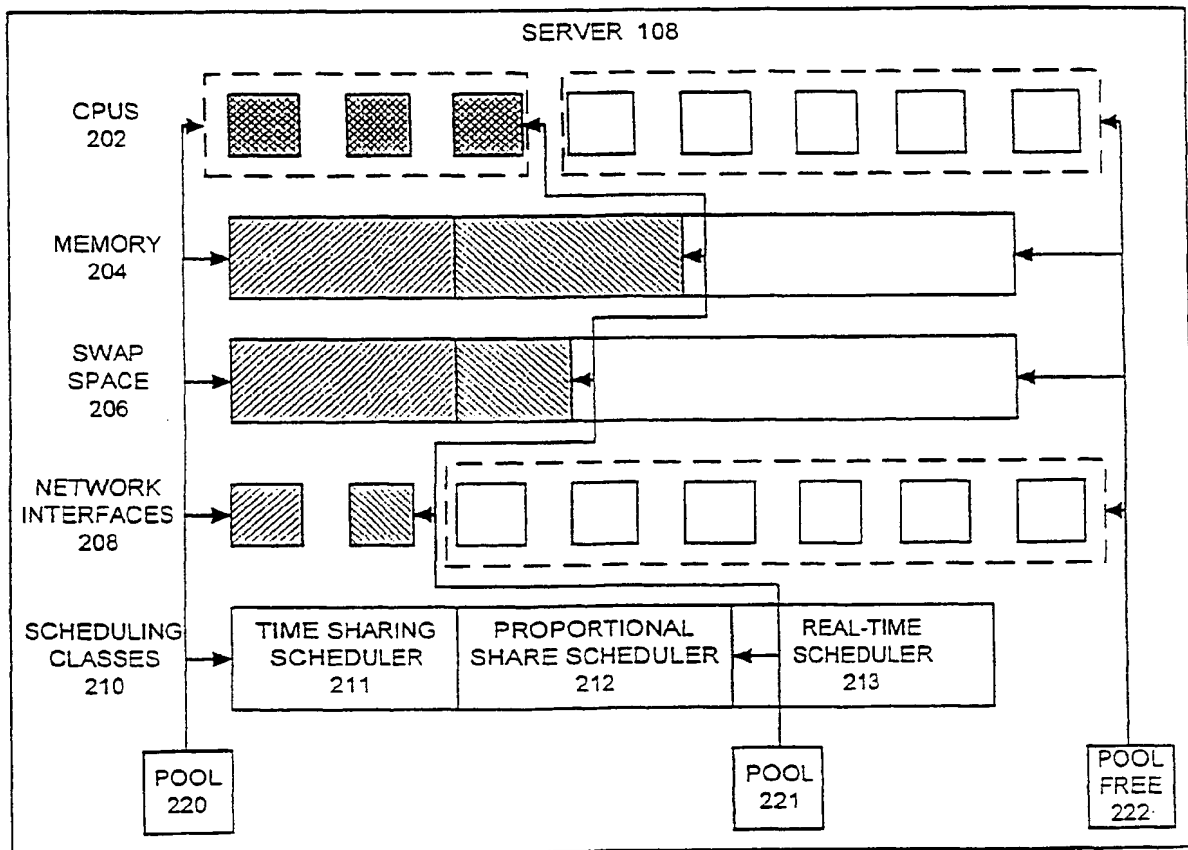 SERVER 108
CPUS
202
MEMORY
204
SWAP
SPACE
206
NETWORK
INTERFACES
208
SCHEDULING
CLASSES
210
TIME SHARING
SCHEDULER
211
PROPORTIONAL
SHARE SCHEDULER
212
REAL-TIME
SCHEDULER
213
POOL
220
POOL
221
POOL
FREE
222